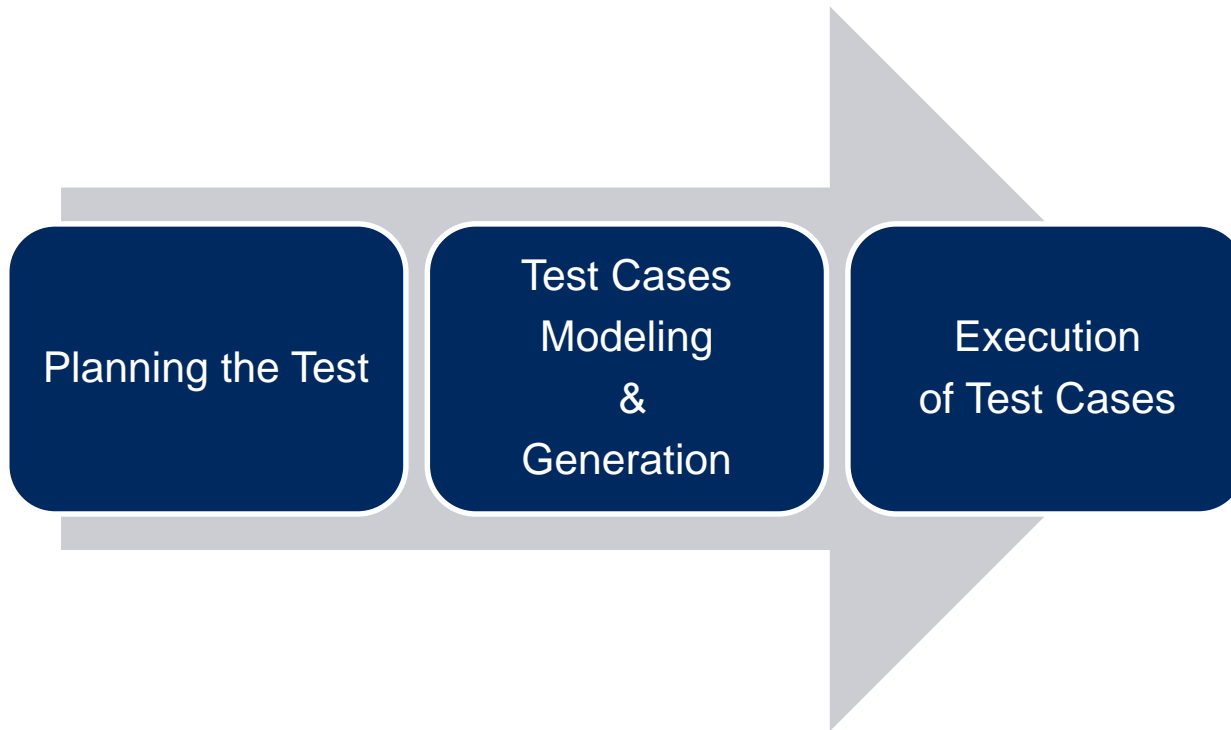 Planning the Test
Test Cases
Modeling
&
Generation
Execution
of Test Cases